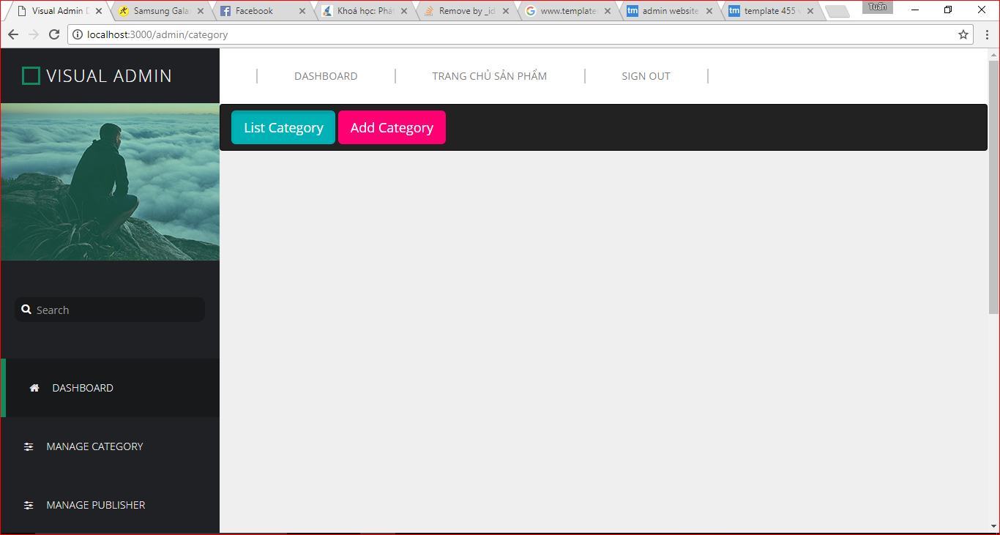 Visual Admin D
Samsung Gala
Facebook
Khoá học: Phát
Remove by _id
www.template
admin website
template 455 v
Tuấn
localhost:3000/admin/category
VISUAL ADMIN
DASHBOARD
TRANG CHỦ SẢN PHẨM
SIGN OUT
List Category
Add Category
Search
DASHBOARD
MANAGE CATEGORY
MANAGE PUBLISHER